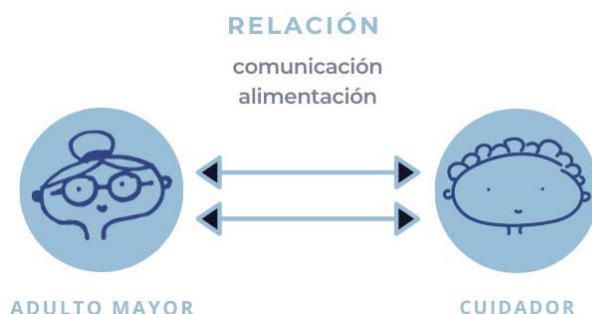 RELACIÓN
comunicación
alimentación
ADULTO MAYOR
CUIDADOR